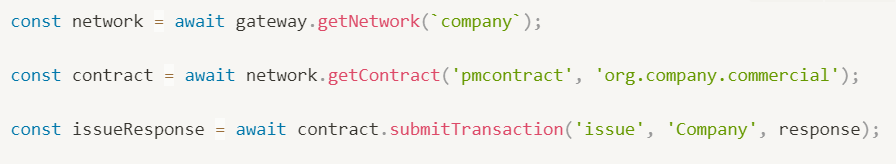 const network = await gateway.getNetwork(`company`);
const contract = await network.getContract('pmcontract', 'org.company.commercial');
const issueResponse = await contract.submitTransaction('issue', 'Company', response);